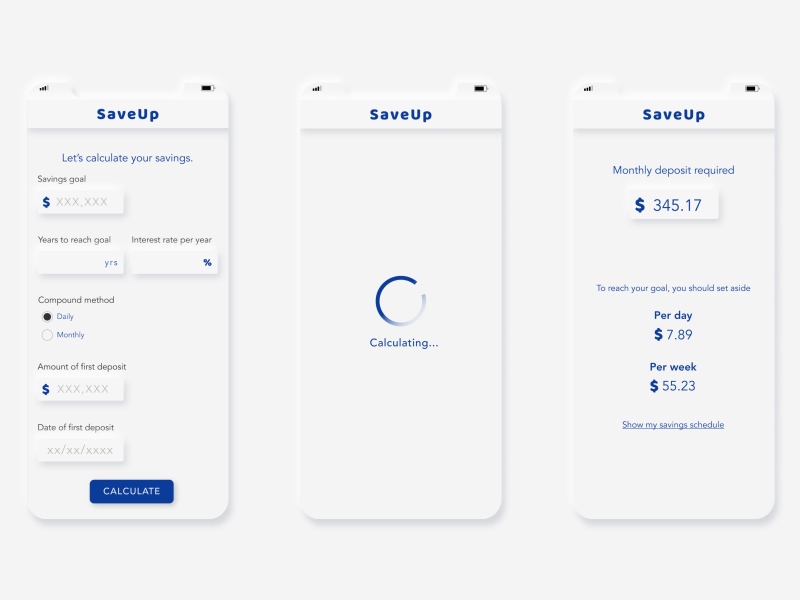 SaveUp
Let's calculate your savings.
Savings goal
$ XXX,XXX
Years to reach goal
Interest rate per year
yrs
%
Compound method
Daily
Monthly
Amount of first deposit
$ XXX,XXX
Date of first deposit
xx/xx/xxxx
CALCULATE
SaveUp
Calculating...
SaveUp
Monthly deposit required
$ 345.17
To reach your goal, you should set aside
Per day
$ 7.89
Per week
$ 55.23
Show my savings schedule